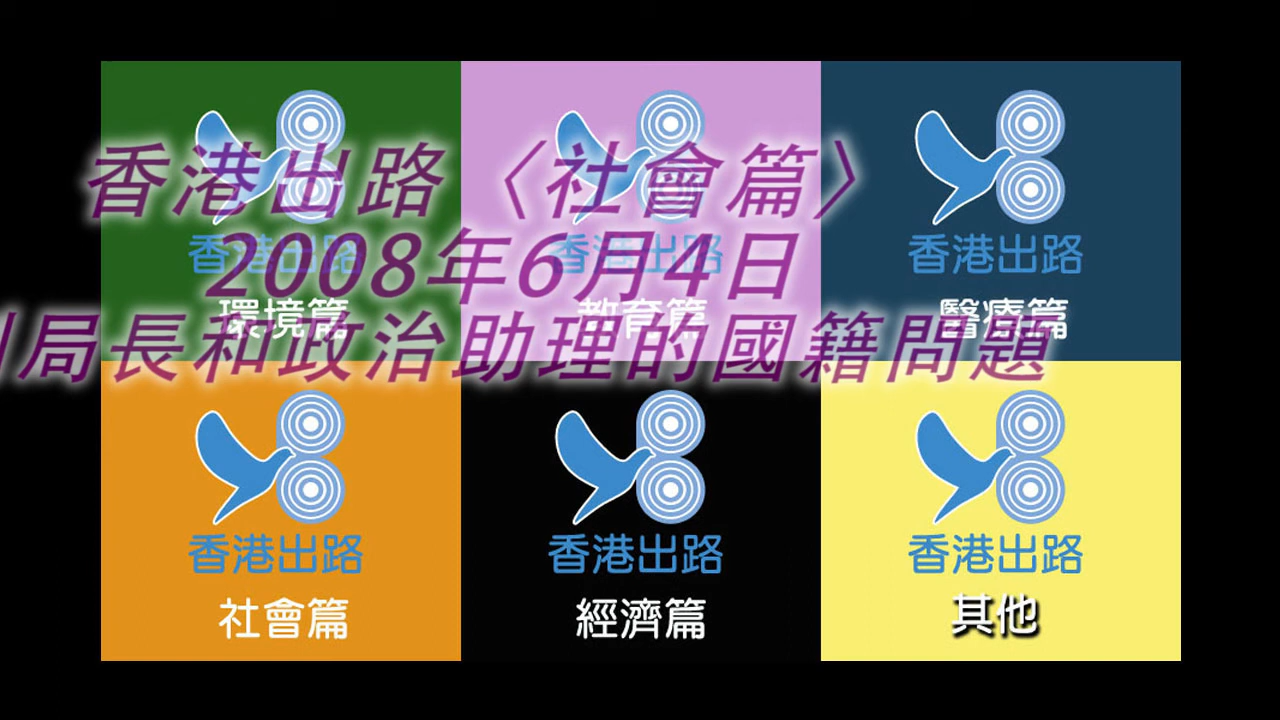 香港出路〈社會篇〉
2008年6月4日
副局長和政治助理的國籍問題
香港出路 香港出路 香港出路
環境篇 教育篇 醫療篇
香港出路 香港出路 香港出路
社會篇 經濟篇 其他